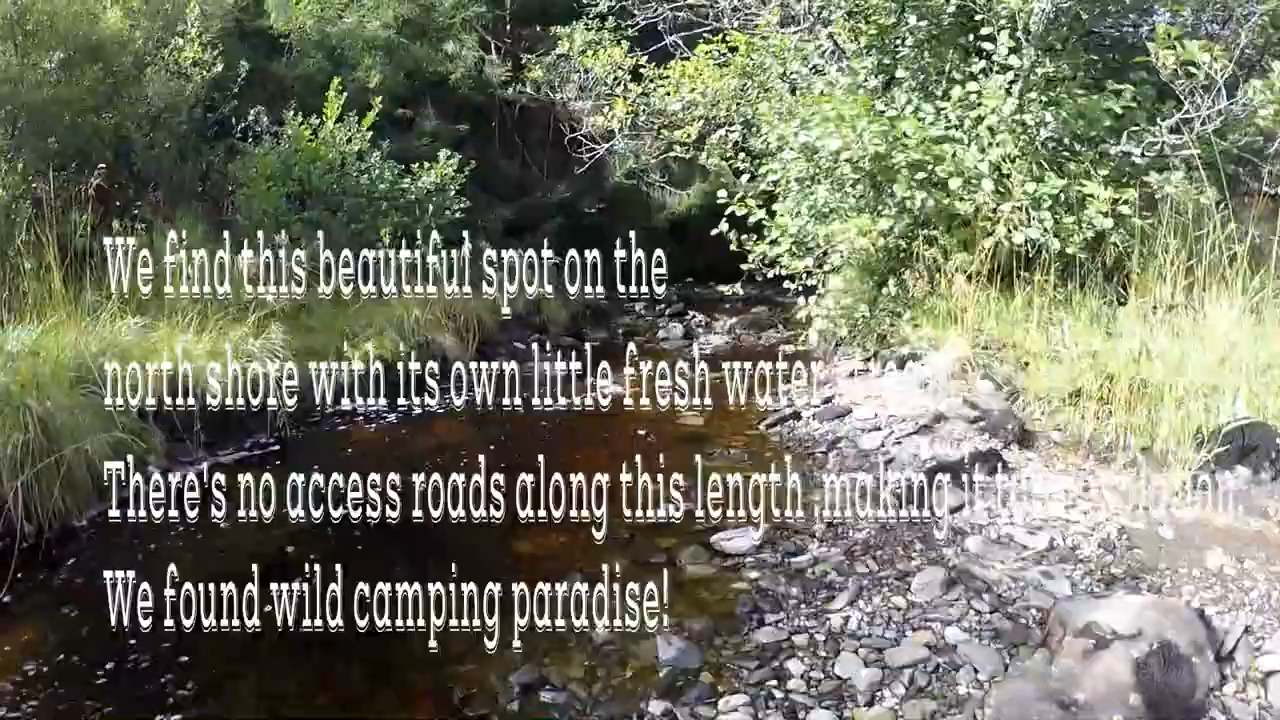 We find this beautiful spot on the
north shore with its own little fresh water
There's no access roads along this length ,making it
We found wild camping paradise!